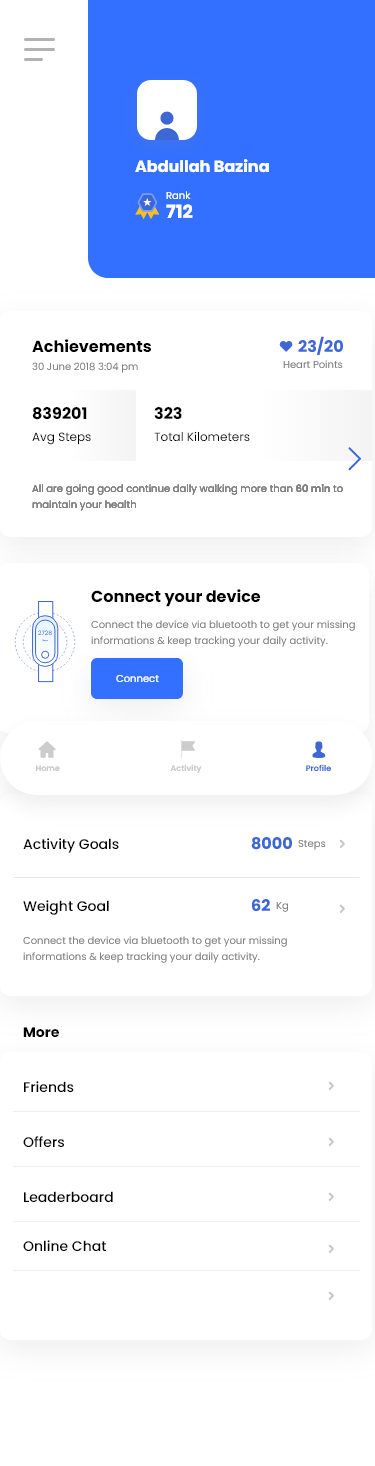 Abdullah Bazina
Rank
712
Achievements
30 June 2018 3:04 pm
23/20
Heart Points
839201
Avg Steps
323
Total Kilometers
All are going good continue daily walking more than 60 min to
maintain your health
2728
Connect your device
Connect the device via bluetooth to get your missing
informations & keep tracking your daily activity.
Connect
Home
Activity
Profile
Activity Goals
8000 Steps
Weight Goal
62 Kg
Connect the device via bluetooth to get your missing
informations & keep tracking your daily activity.
More
Friends
Offers
Leaderboard
Online Chat